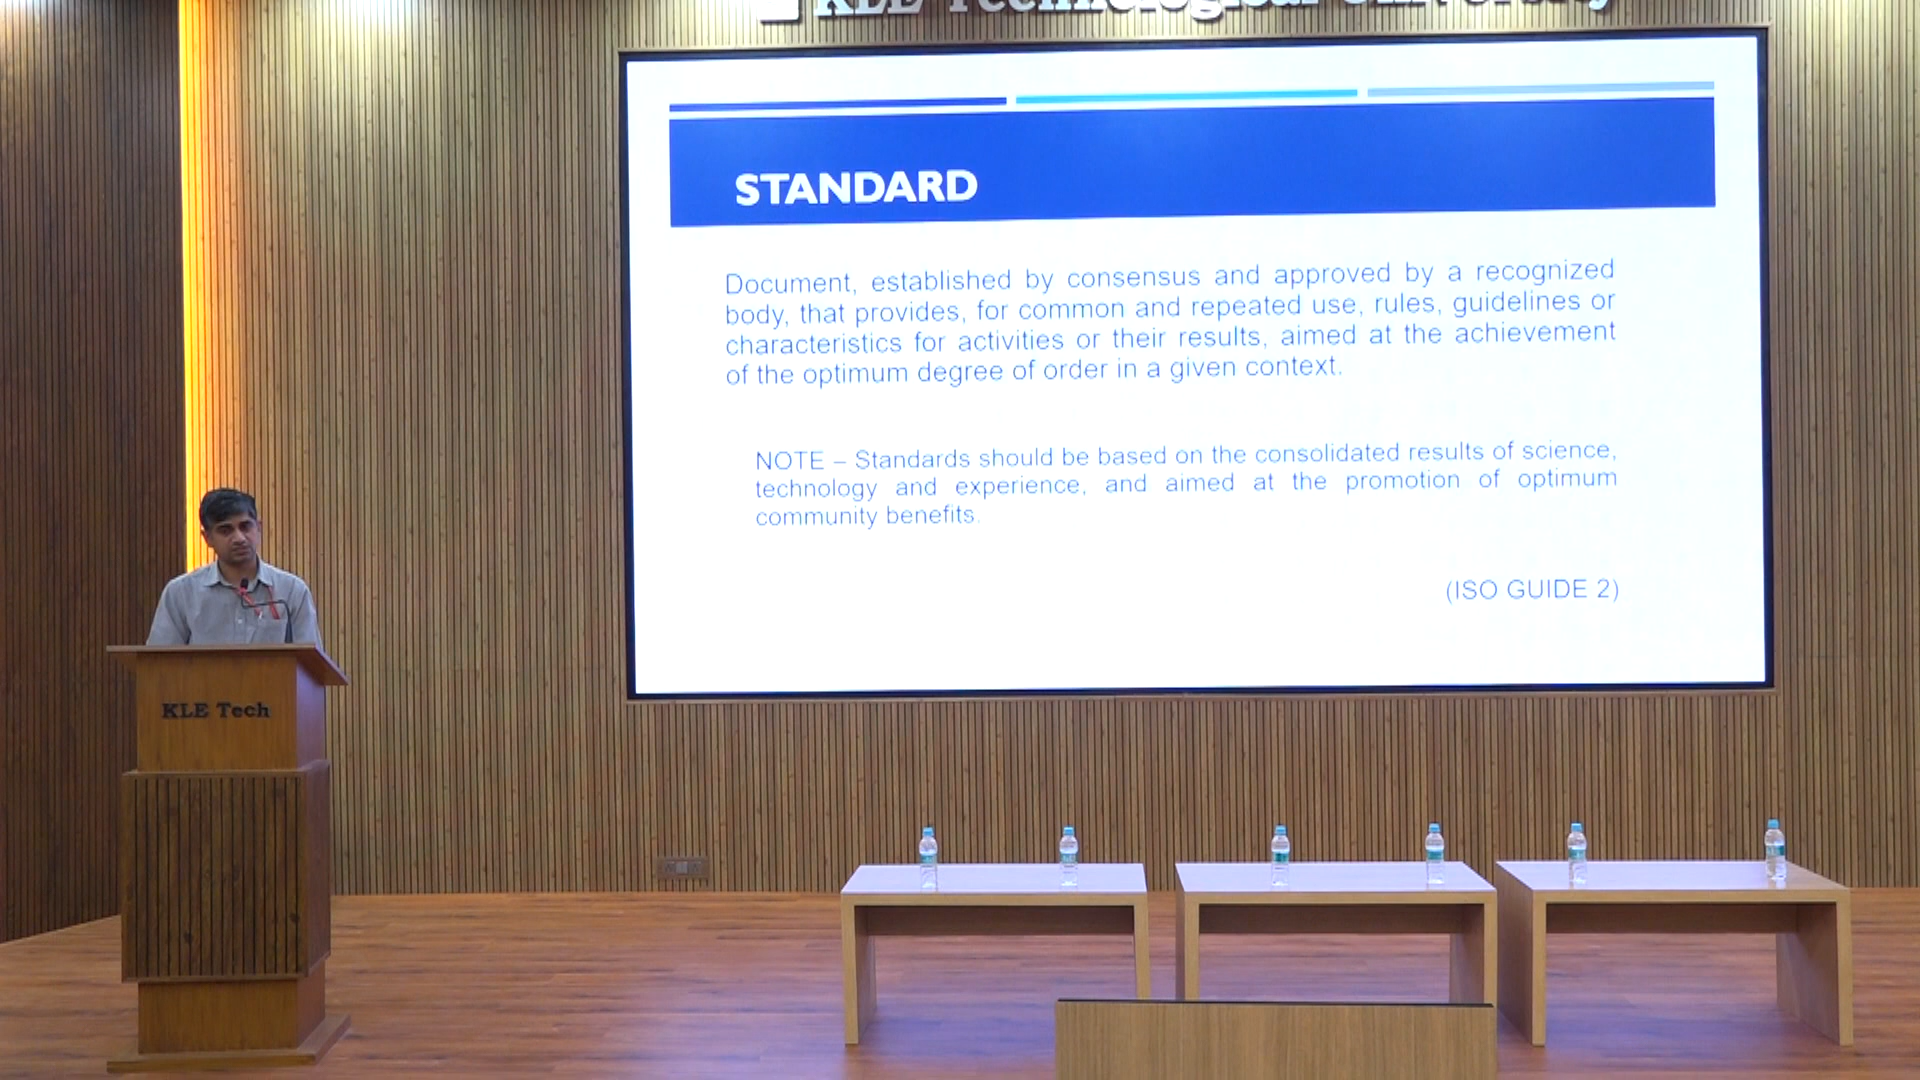 KLE Technological University
STANDARD
Document, established by consensus and approved by a recognized
body, that provides, for common and repeated use, rules, guidelines or
characteristics for activities or their results, aimed at the achievement
of the optimum degree of order in a given context.
NOTE – Standards should be based on the consolidated results of science,
technology and experience, and aimed at the promotion of optimum
community benefits.
(ISO GUIDE 2)
KLE Tech